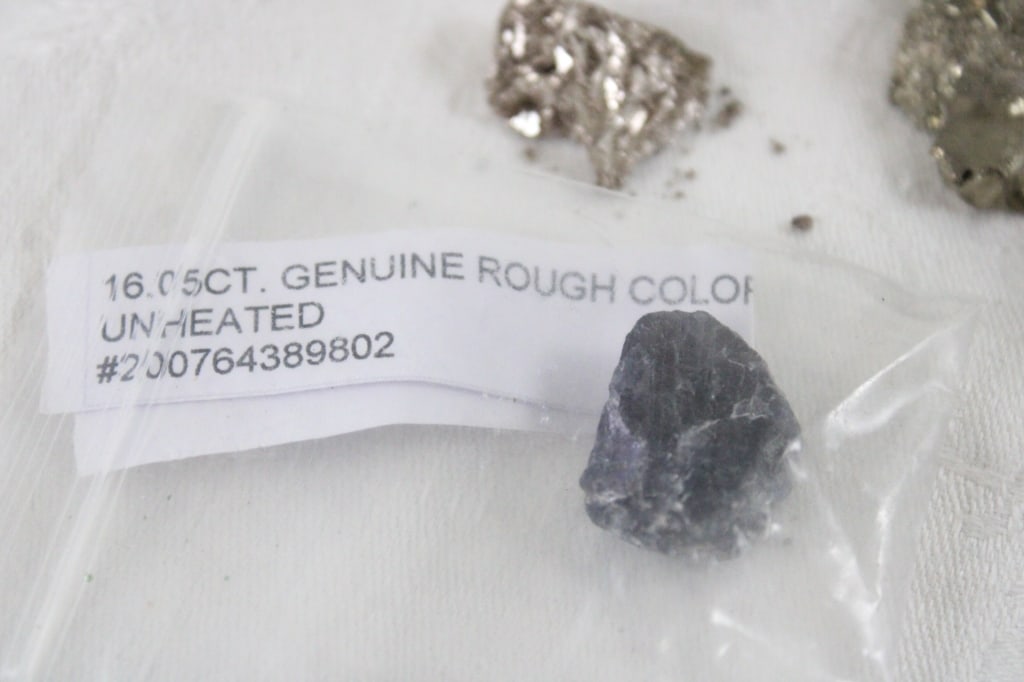 16.05CT. GENUINE ROUGH COLOR
UNHEATED
#200764389802